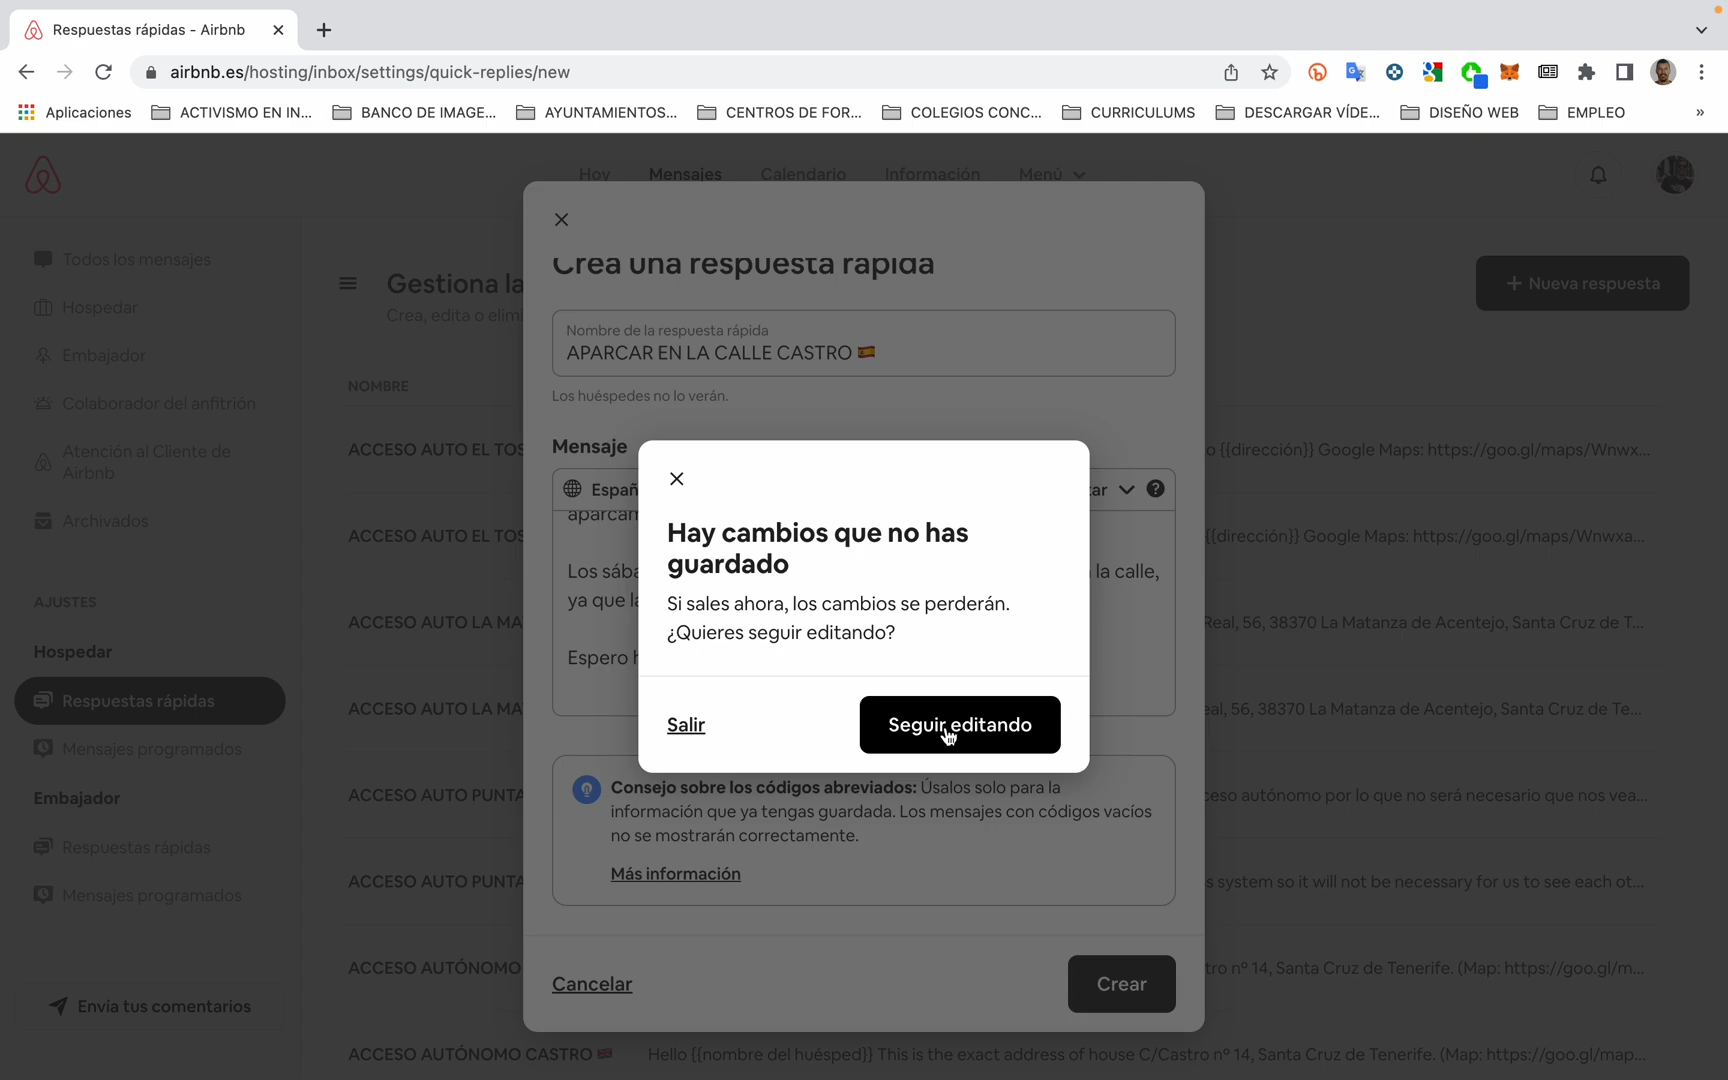 Respuestas rápidas - Airbnb
airbnb.es/hosting/inbox/settings/quick-replies/new
Aplicaciones
ACTIVISMO EN IN...
BANCO DE IMAGE...
AYUNTAMIENTOS...
CENTROS DE FOR...
COLEGIOS CONC...
CURRICULUMS
DESCARGAR VÍDE...
DISEÑO WEB
EMPLEO
»
Hoy
Mensajes
Calendario
Información
Menú
Todos los mensajes
Hospedar
Embajador
Colaborador del anfitrión
Atención al Cliente de
Airbnb
Archivados
AJUSTES
Hospedar
Respuestas rápidas
Mensajes programados
Embajador
Respuestas rápidas
Mensajes programados
Envía tus comentarios
Gestiona la
Crea, edita o elim
+ Nueva respuesta
NOMBRE
ACCESO AUTO EL TOS
o {{dirección}} Google Maps: https://goo.gl/maps/Wnwx...
ACCESO AUTO EL TOS
{{dirección}} Google Maps: https://goo.gl/maps/Wnwxa...
ACCESO AUTO LA MA
Real, 56, 38370 La Matanza de Acentejo, Santa Cruz de T...
ACCESO AUTO LA MA
eal, 56, 38370 La Matanza de Acentejo, Santa Cruz de Te...
ACCESO AUTO PUNTA
ceso autónomo por lo que no será necesario que nos vea...
ACCESO AUTO PUNTA
s system so it will not be necessary for us to see each ot...
ACCESO AUTÓNOMO
tro nº 14, Santa Cruz de Tenerife. (Map: https://goo.gl/m...
ACCESO AUTÓNOMO CASTRO 🇬🇧 Hello {{nombre del huésped}} This is the exact address of house C/Castro nº 14, Santa Cruz de Tenerife. (Map: https://goo.gl/map...
Crea una respuesta rápida
Nombre de la respuesta rápida
APARCAR EN LA CALLE CASTRO 🇪🇸
Los huéspedes no lo verán.
Mensaje
Españ
tar
aparcam
Los sába
la calle,
ya que la
Espero h
Hay cambios que no has
guardado
Si sales ahora, los cambios se perderán.
¿Quieres seguir editando?
Salir
Seguir editando
Consejo sobre los códigos abreviados: Úsalos solo para la
información que ya tengas guardada. Los mensajes con códigos vacíos
no se mostrarán correctamente.
Más información
Cancelar
Crear